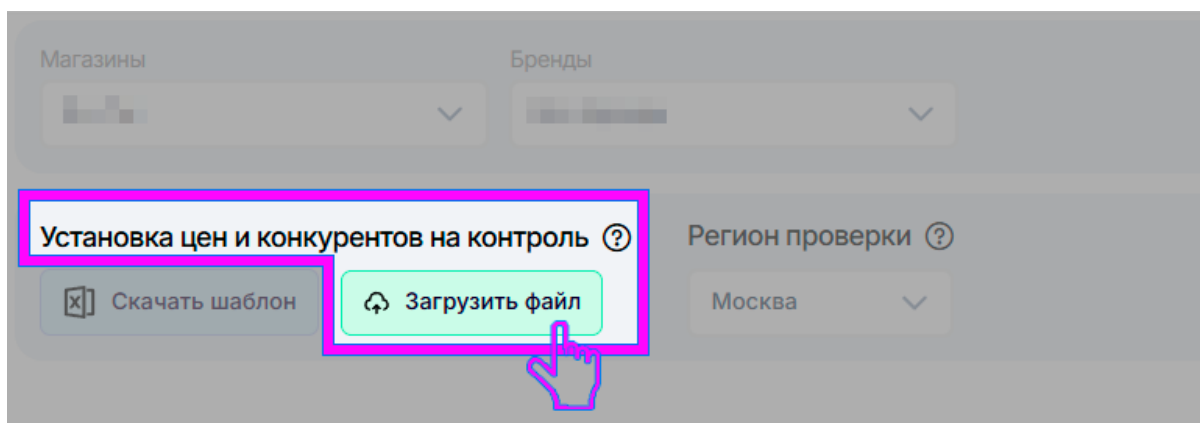 Магазины
Бренды
Установка цен и конкурентов на контроль
Регион проверки
Скачать шаблон
Загрузить файл
Москва